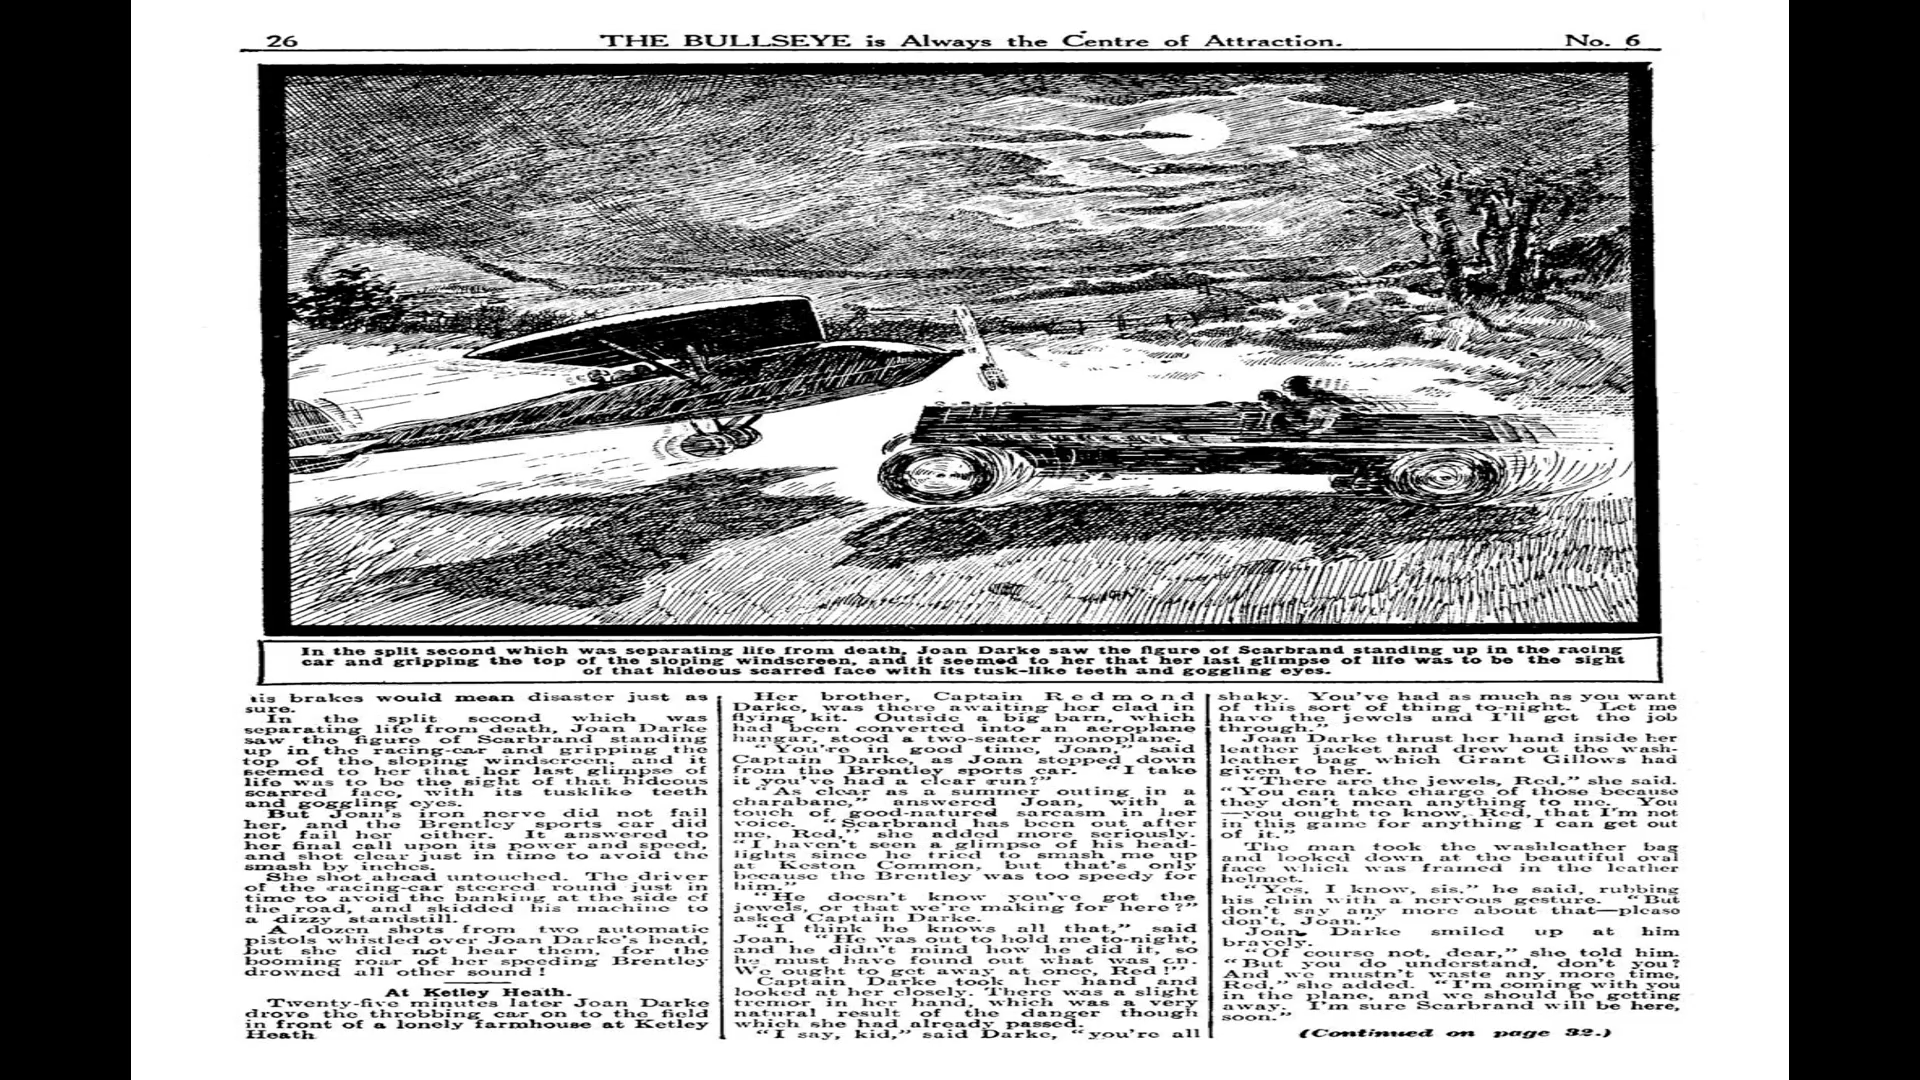 26
THE BULLSEYE is Always the Centre of Attraction.
No. 6
In the split second which was separating life from death, Joan Darke saw the figure of Scarbrand standing up in the racing
car and gripping the top of the sloping windscreen, and it seemed to her that her last glimpse of life was to be the sight
of that hideous scarred face with its tusk-like teeth and goggling eyes.
his brakes would mean disaster just as
sure.
In the split second which was
separating life from death, Joan Darke
saw the figure of Scarbrand standing
up in the racing-car and gripping the
top of the sloping windscreen, and it
seemed to her that her last glimpse of
life was to be the sight of that hideous
scarred face, with its tusklike teeth
and goggling eyes.
But Joan's iron nerve did not fail
her, and the Brentley sports car did
not fail her either. It answered to
her final call upon its power and speed,
and shot clear just in time to avoid the
smash by inches.
She shot ahead untouched. The driver
of the racing-car steered round just in
time to avoid the banking at the side of
the road, and skidded his machine to
a dizzy standstill.
A dozen shots from two automatic
pistols whistled over Joan Darke's head,
but she did not hear them, for the
booming roar of her speeding Brentley
drowned all other sound!
At Ketley Heath.
Twenty-five minutes later Joan Darke
drove the throbbing car on to the field
in front of a lonely farmhouse at Ketley
Heath
Her brother, Captain Redmond
Darke, was there awaiting her clad in
flying kit. Outside a big barn, which
had been converted into an aeroplane
hangar, stood a two-seater monoplane.
"You're in good time, Joan," said
Captain Darke, as Joan stepped down
from the Brentley sports car. "I take
it you've had a clear run?"
"As clear as a summer outing in a
charabanc," answered Joan, with a
touch of good-natured sarcasm in her
voice. "Scarbrand has been out after
me, Red," she added more seriously.
"I haven't seen a glimpse of his head-
lights since he tried to smash me up
at Keston Common, but that's only
because the Brentley was too speedy for
him."
"He doesn't know you've got the
jewels, or that we're making for here?"
asked Captain Darke.
"I think he knows all that," said
Joan. "He was out to hold me to-night,
and he didn't mind how he did it, so
he must have found out what was on.
We ought to get away at once, Red!"
Captain Darke took her hand and
looked at her closely. There was a slight
tremor in her hand, which was a very
natural result of the danger though
which she had already passed.
"I say, kid," said Darke, "you're all
shaky. You've had as much as you want
of this sort of thing to-night. Let me
have the jewels and I'll get the job
through."
Joan Darke thrust her hand inside her
leather jacket and drew out the wash-
leather bag which Grant Gillows had
given to her.
"There are the jewels, Red," she said.
"You can take charge of those because
they don't mean anything to me. You
—you ought to know, Red, that I'm not
in this game for anything I can get out
of it."
The man took the washleather bag
and looked down at the beautiful oval
face which was framed in the leather
helmet.
"Yes, I know, sis," he said, rubbing
his chin with a nervous gesture. "But
don't say any more about that—please
don't, Joan."
Joan Darke smiled up at him
bravely.
"Of course not, dear," she told him.
"But you do understand, don't you?
And we mustn't waste any more time,
Red," she added. "I'm coming with you
in the plane, and we should be getting
away. I'm sure Scarbrand will be here,
soon."
(Continued on page 32.)